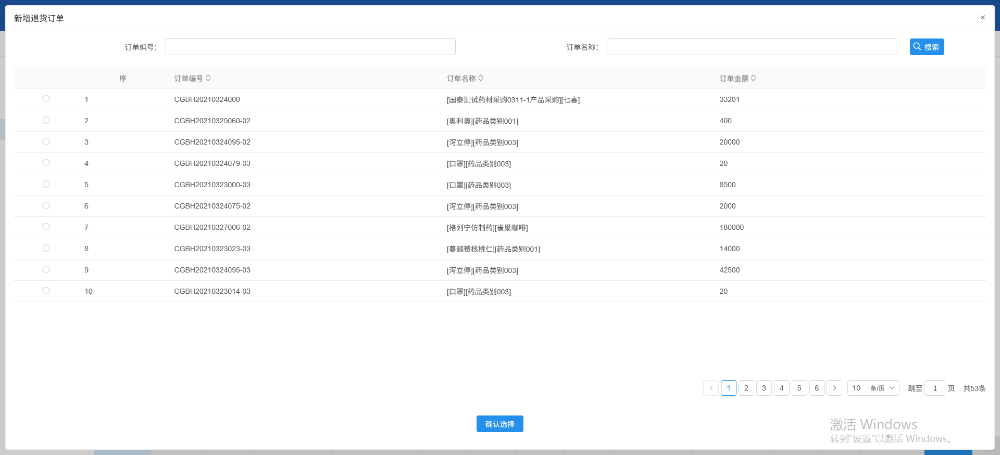 新增退货订单 ×
订单编号： 订单名称： 搜索
序 订单编号 订单名称 订单金额
1 CGBH20210324000 [国泰测试药材采购0311-1产品采购][七喜] 33201
2 CGBH20210325060-02 [奥利奥][药品类别001] 400
3 CGBH20210324095-02 [泻立停][药品类别003] 20000
4 CGBH20210324079-03 [口罩][药品类别003] 20
5 CGBH20210323000-03 [口罩][药品类别003] 8500
6 CGBH20210324075-02 [泻立停][药品类别003] 2000
7 CGBH20210327006-02 [格列宁仿制药][雀巢咖啡] 180000
8 CGBH20210323023-03 [蔓越莓核桃仁][药品类别001] 14000
9 CGBH20210324095-03 [泻立停][药品类别003] 42500
10 CGBH20210323014-03 [口罩][药品类别003] 20
1 2 3 4 5 6 10 条/页 跳至 1 页 共53条
确认选择
激活 Windows
转到“设置”以激活 Windows。